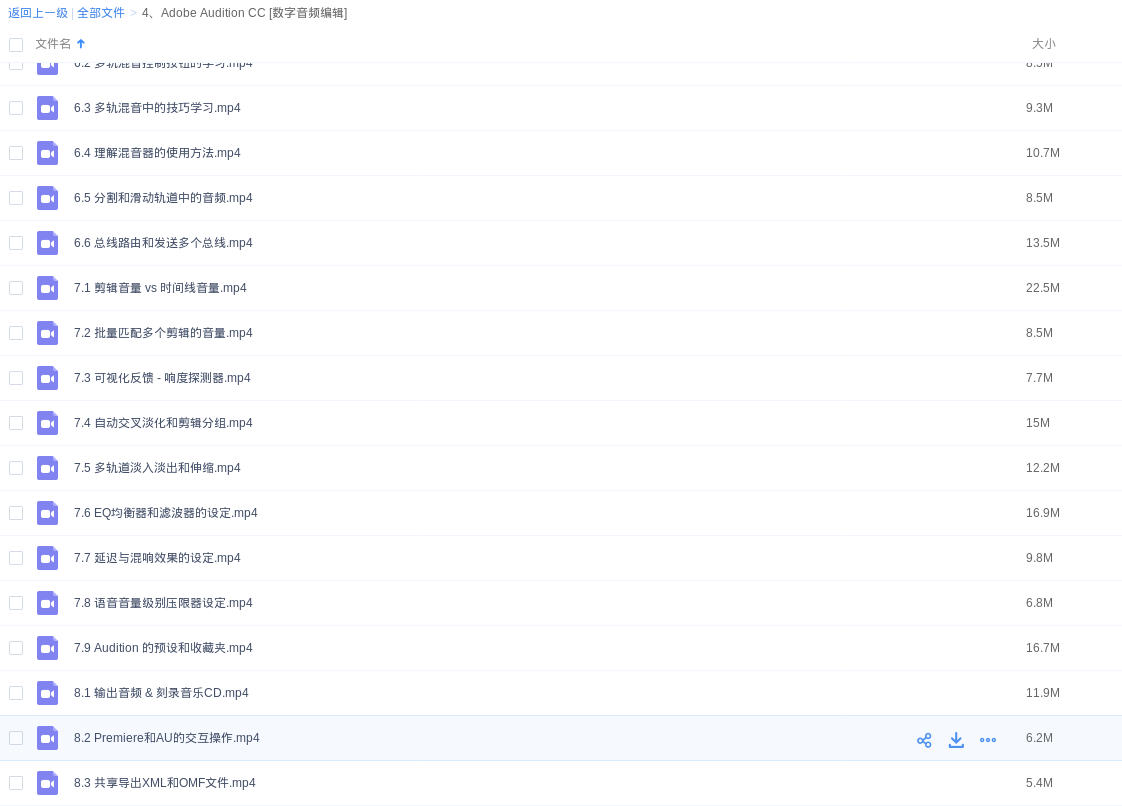 返回上一级 | 全部文件 > 4、Adobe Audition CC [数字音频编辑]
文件名 大小
6.2 多轨混音控制按钮的学习.mp4 8.5M
6.3 多轨混音中的技巧学习.mp4 9.3M
6.4 理解混音器的使用方法.mp4 10.7M
6.5 分割和滑动轨道中的音频.mp4 8.5M
6.6 总线路由和发送多个总线.mp4 13.5M
7.1 剪辑音量 vs 时间线音量.mp4 22.5M
7.2 批量匹配多个剪辑的音量.mp4 8.5M
7.3 可视化反馈 - 响度探测器.mp4 7.7M
7.4 自动交叉淡化和剪辑分组.mp4 15M
7.5 多轨道淡入淡出和伸缩.mp4 12.2M
7.6 EQ均衡器和滤波器的设定.mp4 16.9M
7.7 延迟与混响效果的设定.mp4 9.8M
7.8 语音音量级别压限器设定.mp4 6.8M
7.9 Audition 的预设和收藏夹.mp4 16.7M
8.1 输出音频 & 刻录音乐CD.mp4 11.9M
8.2 Premiere和AU的交互操作.mp4 6.2M
8.3 共享导出XML和OMF文件.mp4 5.4M